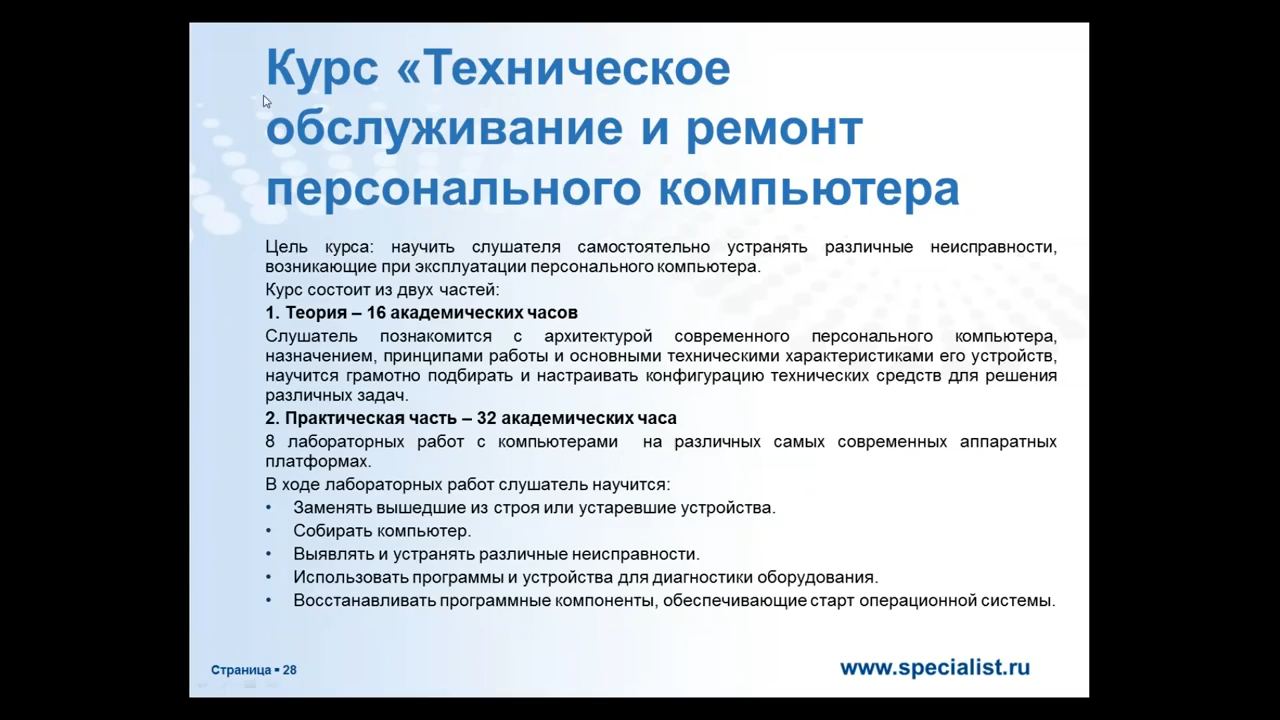 Курс «Техническое
обслуживание и ремонт
персонального компьютера
Цель курса: научить слушателя самостоятельно устранять различные неисправности,
возникающие при эксплуатации персонального компьютера.
Курс состоит из двух частей:
1. Теория – 16 академических часов
Слушатель познакомится с архитектурой современного персонального компьютера,
назначением, принципами работы и основными техническими характеристиками его устройств,
научится грамотно подбирать и настраивать конфигурацию технических средств для решения
различных задач.
2. Практическая часть – 32 академических часа
8 лабораторных работ с компьютерами на различных самых современных аппаратных
платформах.
В ходе лабораторных работ слушатель научится:
• Заменять вышедшие из строя или устаревшие устройства.
• Собирать компьютер.
• Выявлять и устранять различные неисправности.
• Использовать программы и устройства для диагностики оборудования.
• Восстанавливать программные компоненты, обеспечивающие старт операционной системы.
Страница ▪ 28
www.specialist.ru